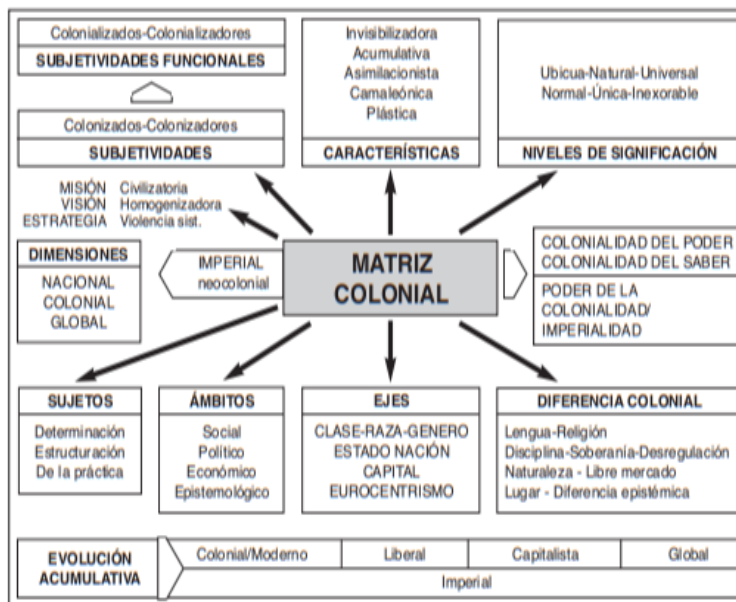 Colonializados-Colonializadores
SUBJETIVIDADES FUNCIONALES
Colonizados-Colonizadores
SUBJETIVIDADES
Invisibilizadora
Acumulativa
Asimilacionista
Camaleónica
Plástica
CARACTERÍSTICAS
Ubicua-Natural-Universal
Normal-Única-Inexorable
NIVELES DE SIGNIFICACIÓN
MISIÓN Civilizatoria
VISIÓN Homogenizadora
ESTRATEGIA Violencia sist.
DIMENSIONES
NACIONAL
COLONIAL
GLOBAL
IMPERIAL
neocolonial
MATRIZ
COLONIAL
COLONIALIDAD DEL PODER
COLONIALIDAD DEL SABER
PODER DE LA
COLONIALIDAD/
IMPERIALIDAD
SUJETOS
Determinación
Estructuración
De la práctica
ÁMBITOS
Social
Político
Económico
Epistemológico
EJES
CLASE-RAZA-GENERO
ESTADO NACIÓN
CAPITAL
EUROCENTRISMO
DIFERENCIA COLONIAL
Lengua-Religión
Disciplina-Soberanía-Desregulación
Naturaleza - Libre mercado
Lugar - Diferencia epistémica
EVOLUCIÓN
ACUMULATIVA
Colonial/Moderno
Liberal
Capitalista
Global
Imperial